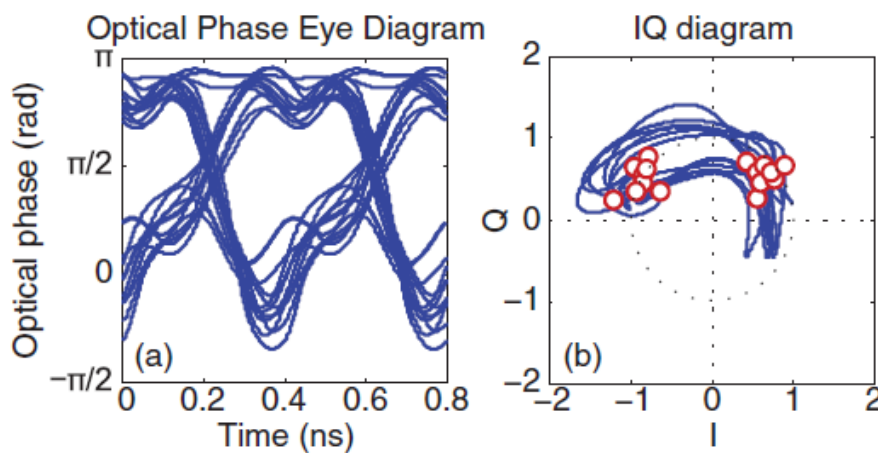 Optical Phase Eye Diagram
π
π/2
0
−π/2
Optical phase (rad)
(a)
0 0.2 0.4 0.6 0.8
Time (ns)
IQ diagram
2
1
0
−1
−2
Q
(b)
−2 −1 0 1 2
I